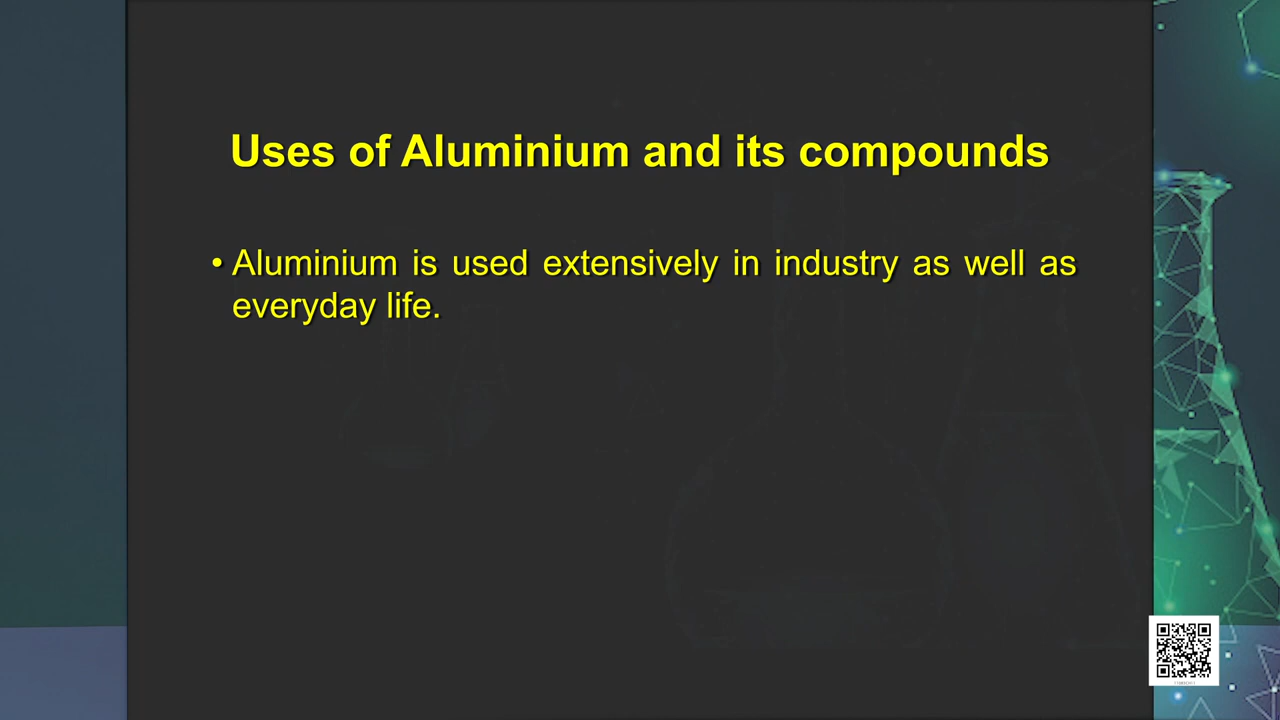 Uses of Aluminium and its compounds
• Aluminium is used extensively in industry as well as
everyday life.